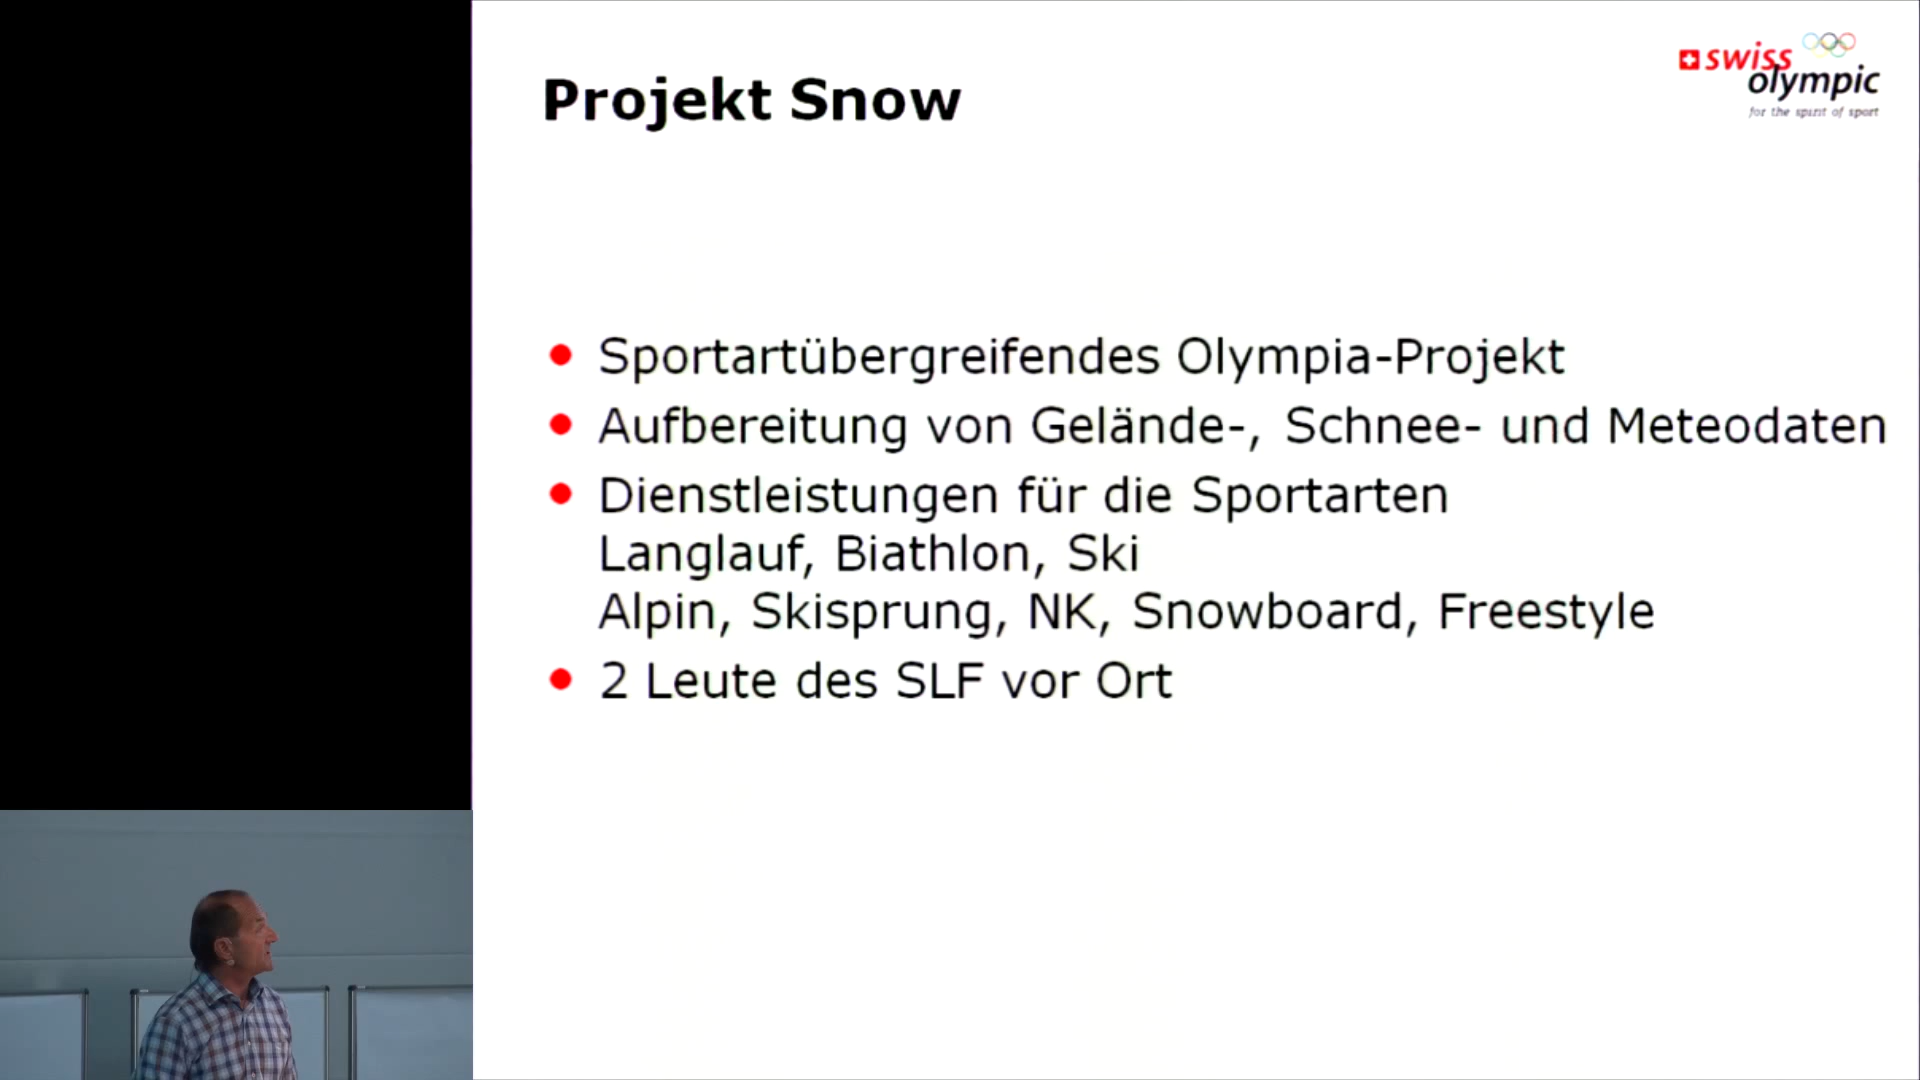 Projekt Snow
swiss
olympic
for the spirit of sport
Sportartübergreifendes Olympia-Projekt
Aufbereitung von Gelände-, Schnee- und Meteodaten
Dienstleistungen für die Sportarten
Langlauf, Biathlon, Ski
Alpin, Skisprung, NK, Snowboard, Freestyle
2 Leute des SLF vor Ort